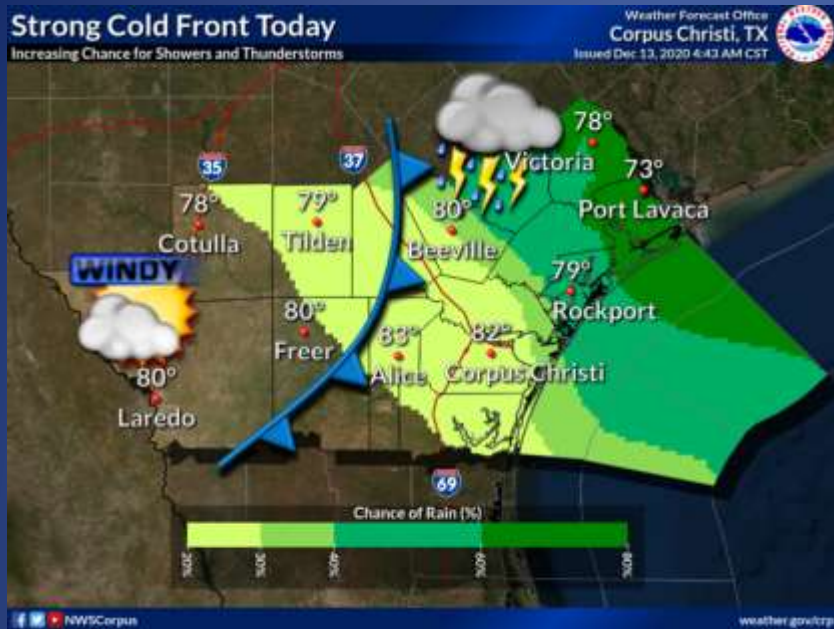 Strong Cold Front Today
Increasing Chance for Showers and Thunderstorms
Weather Forecast Office
Corpus Christi, TX
Issued Dec 13, 2020 4:43 AM CST
35
37
78°
Victoria
73°
Port Lavaca
78°
Cotulla
79°
Tilden
80°
Beeville
WINDY
79°
Rockport
80°
Freer
83°
Alice
82°
Corpus Christi
80°
Laredo
69
Chance of Rain (%)
20%
30%
40%
60%
80%
NWSCorpus
weather.gov/crp